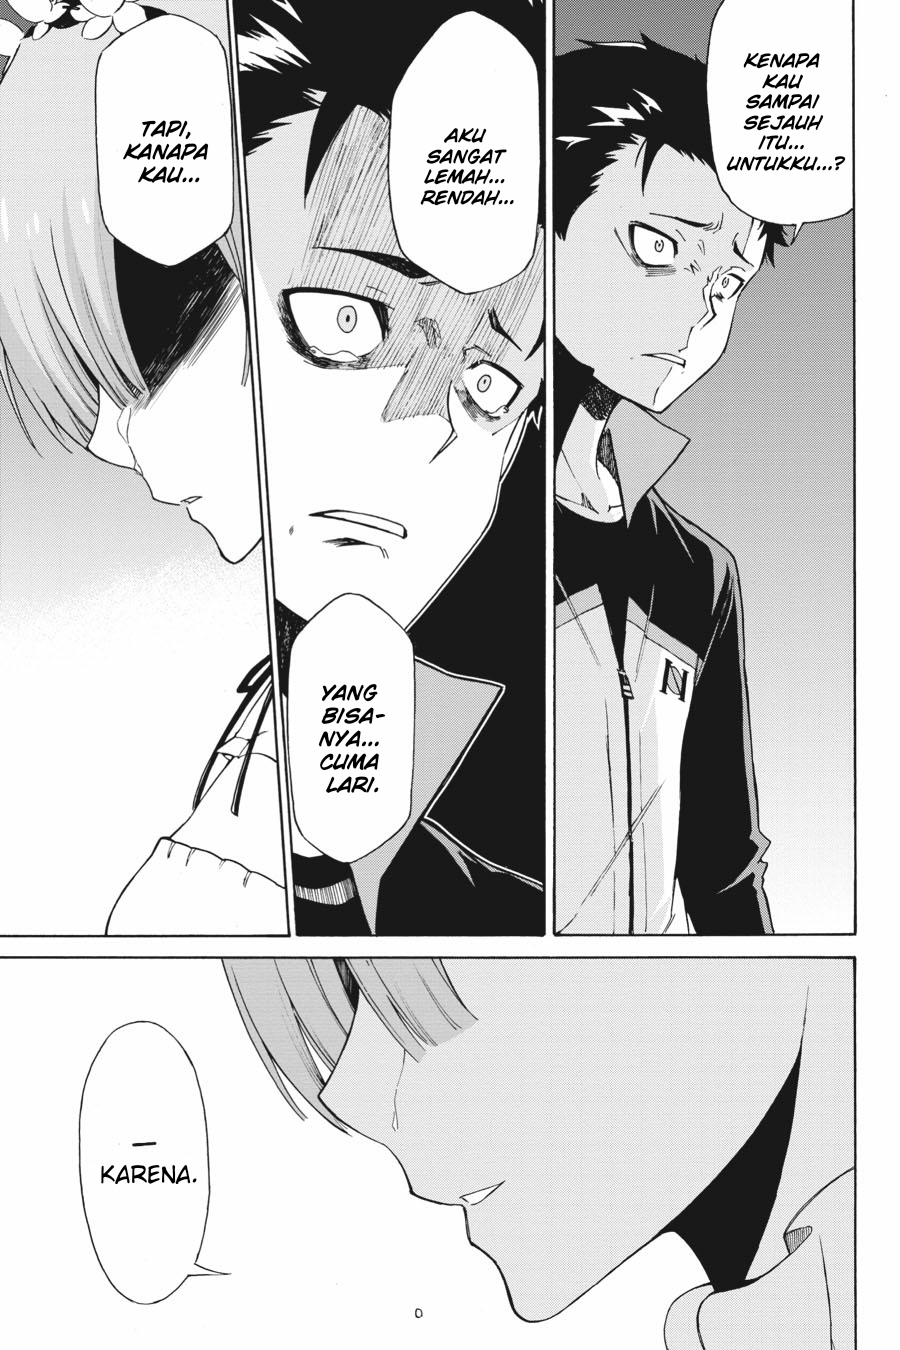 KENAPA
KAU
SAMPAI
SEJAUH
ITU...
UNTUKKU...?
AKU
SANGAT
LEMAH...
RENDAH...
YANG
BISA-
NYA...
CUMA
LARI.
TAPI,
KANAPA
KAU...
—
KARENA.